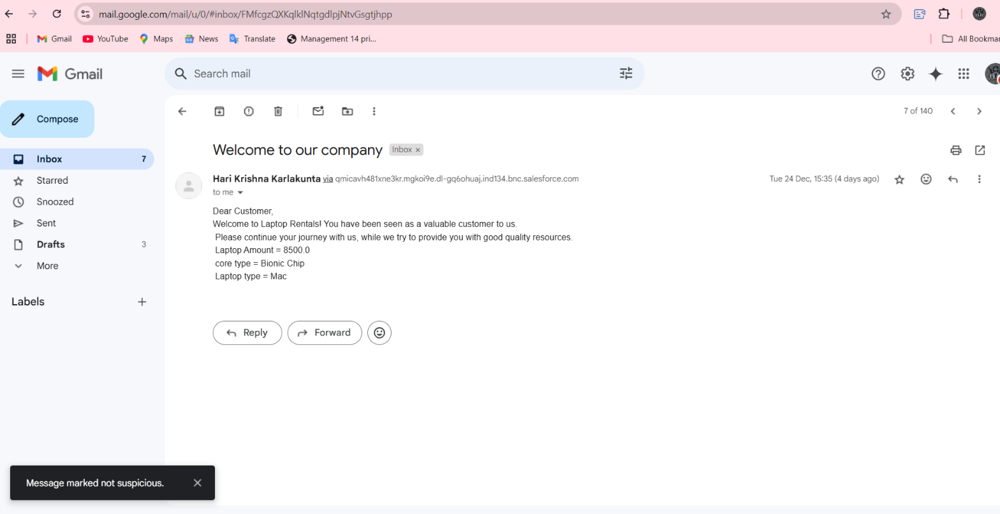 mail.google.com/mail/u/0/#inbox/FMfcgzQXKqlklNqtgdlpjNtvGsgtjhpp
Gmail
YouTube
Maps
News
Translate
Management 14 pri...
All Bookmar
Gmail
Search mail
Compose
7 of 140
Inbox 7
Starred
Snoozed
Sent
Drafts 3
More
Labels
Welcome to our company Inbox ×
Hari Krishna Karlakunta via qmicavh481xne3kr.mgkoi9e.dl-gq6ohuaj.ind134.bnc.salesforce.com
Tue 24 Dec, 15:35 (4 days ago)
to me
Dear Customer,
Welcome to Laptop Rentals! You have been seen as a valuable customer to us.
Please continue your journey with us, while we try to provide you with good quality resources.
Laptop Amount = 8500.0
core type = Bionic Chip
Laptop type = Mac
Reply
Forward
Message marked not suspicious.